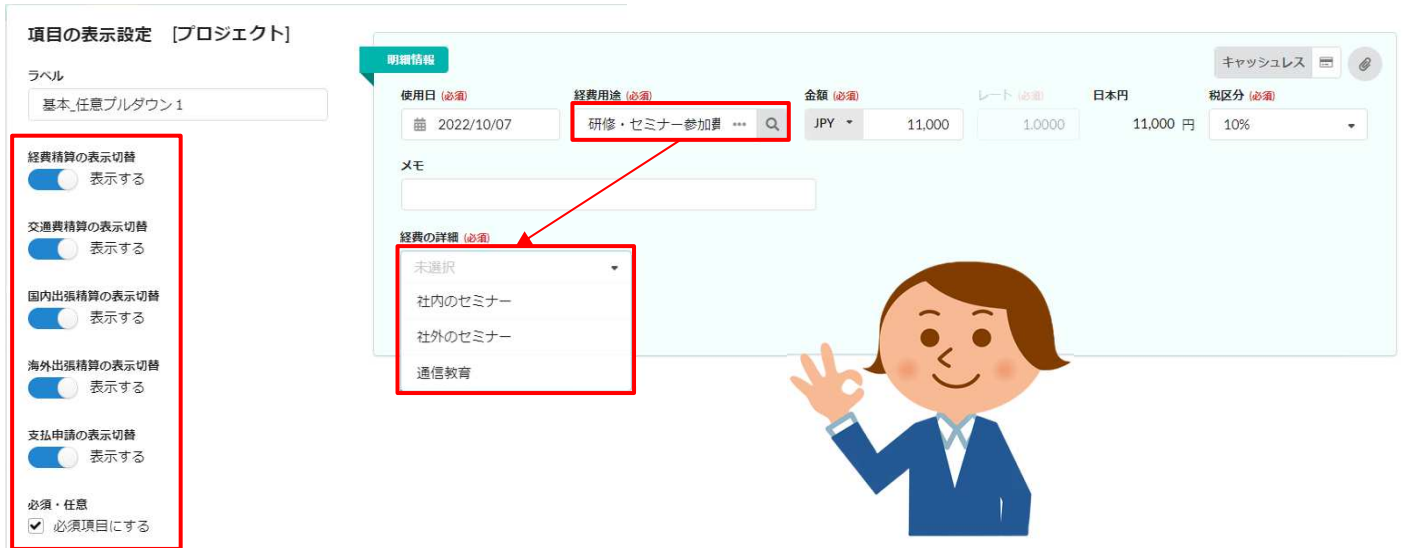 項目の表示設定 [プロジェクト]
ラベル
基本_任意プルダウン1
経費精算の表示切替
表示する
交通費精算の表示切替
表示する
国内出張精算の表示切替
表示する
海外出張精算の表示切替
表示する
支払申請の表示切替
表示する
必須・任意
必須項目にする
明細情報
キャッシュレス
使用日 (必須) 経費用途 (必須) 金額 (必須) レート (必須) 日本円 税区分 (必須)
2022/10/07 研修・セミナー参加費 ••• JPY 11,000 1.0000 11,000 円 10%
メモ
経費の詳細 (必須)
未選択
社内のセミナー
社外のセミナー
通信教育